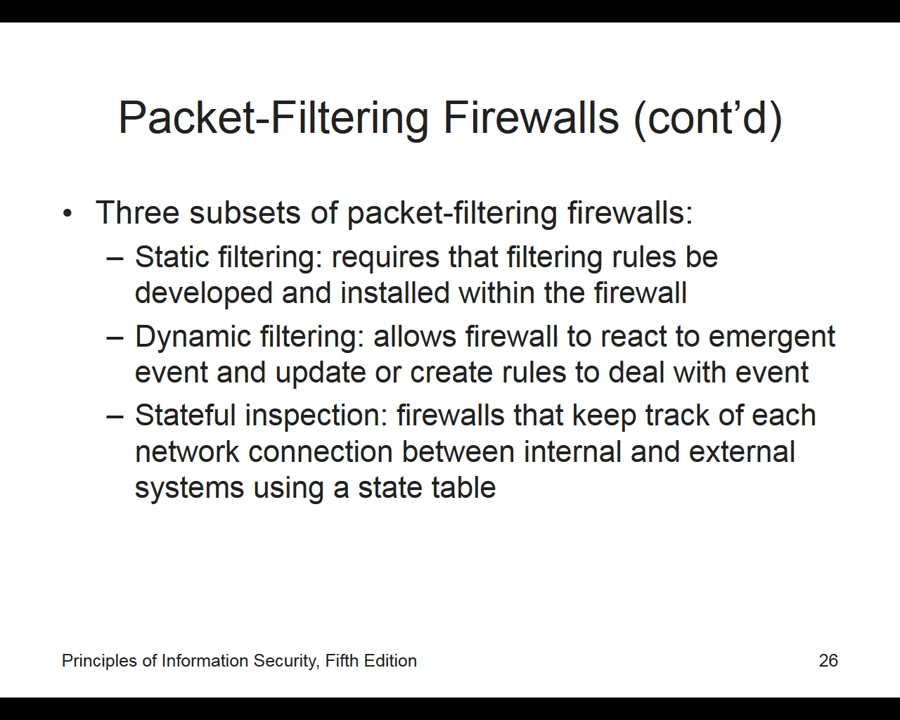 Packet-Filtering Firewalls (cont’d)
• Three subsets of packet-filtering firewalls:
– Static filtering: requires that filtering rules be
developed and installed within the firewall
– Dynamic filtering: allows firewall to react to emergent
event and update or create rules to deal with event
– Stateful inspection: firewalls that keep track of each
network connection between internal and external
systems using a state table
Principles of Information Security, Fifth Edition
26